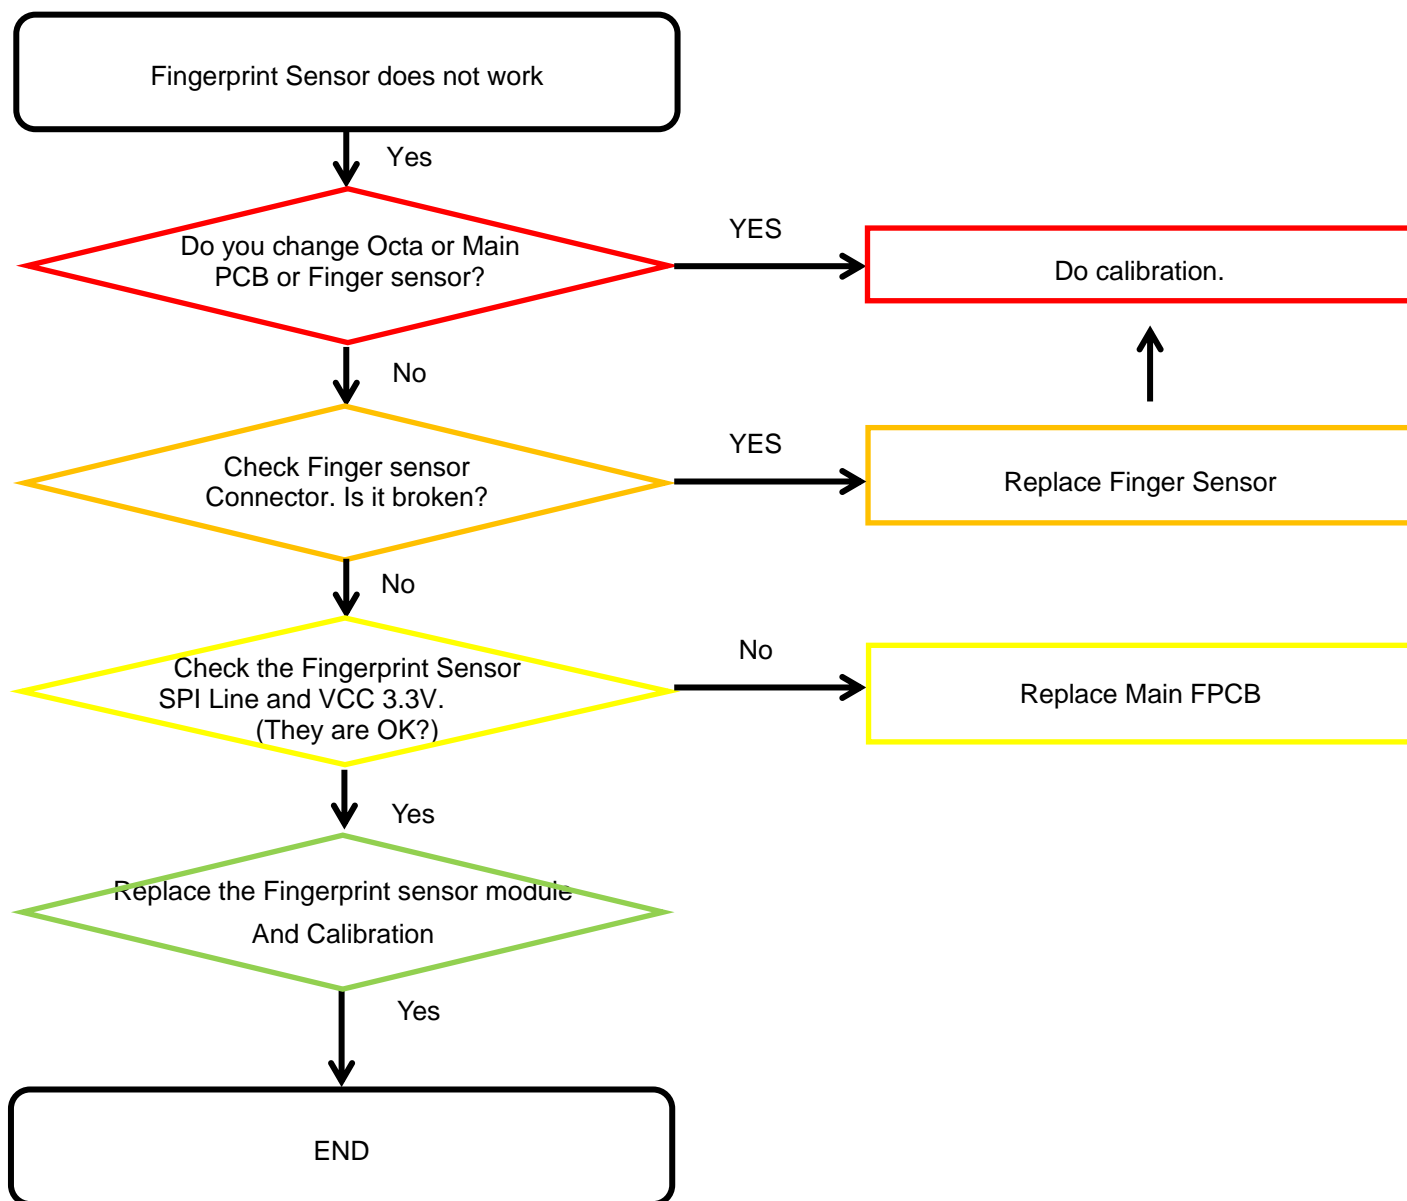 Fingerprint Sensor does not work
Yes
Do you change Octa or Main
PCB or Finger sensor?
YES
Do calibration.
No
Check Finger sensor
Connector. Is it broken?
YES
Replace Finger Sensor
No
Check the Fingerprint Sensor
SPI Line and VCC 3.3V.
(They are OK?)
No
Replace Main FPCB
Yes
Replace the Fingerprint sensor module
And Calibration
Yes
END